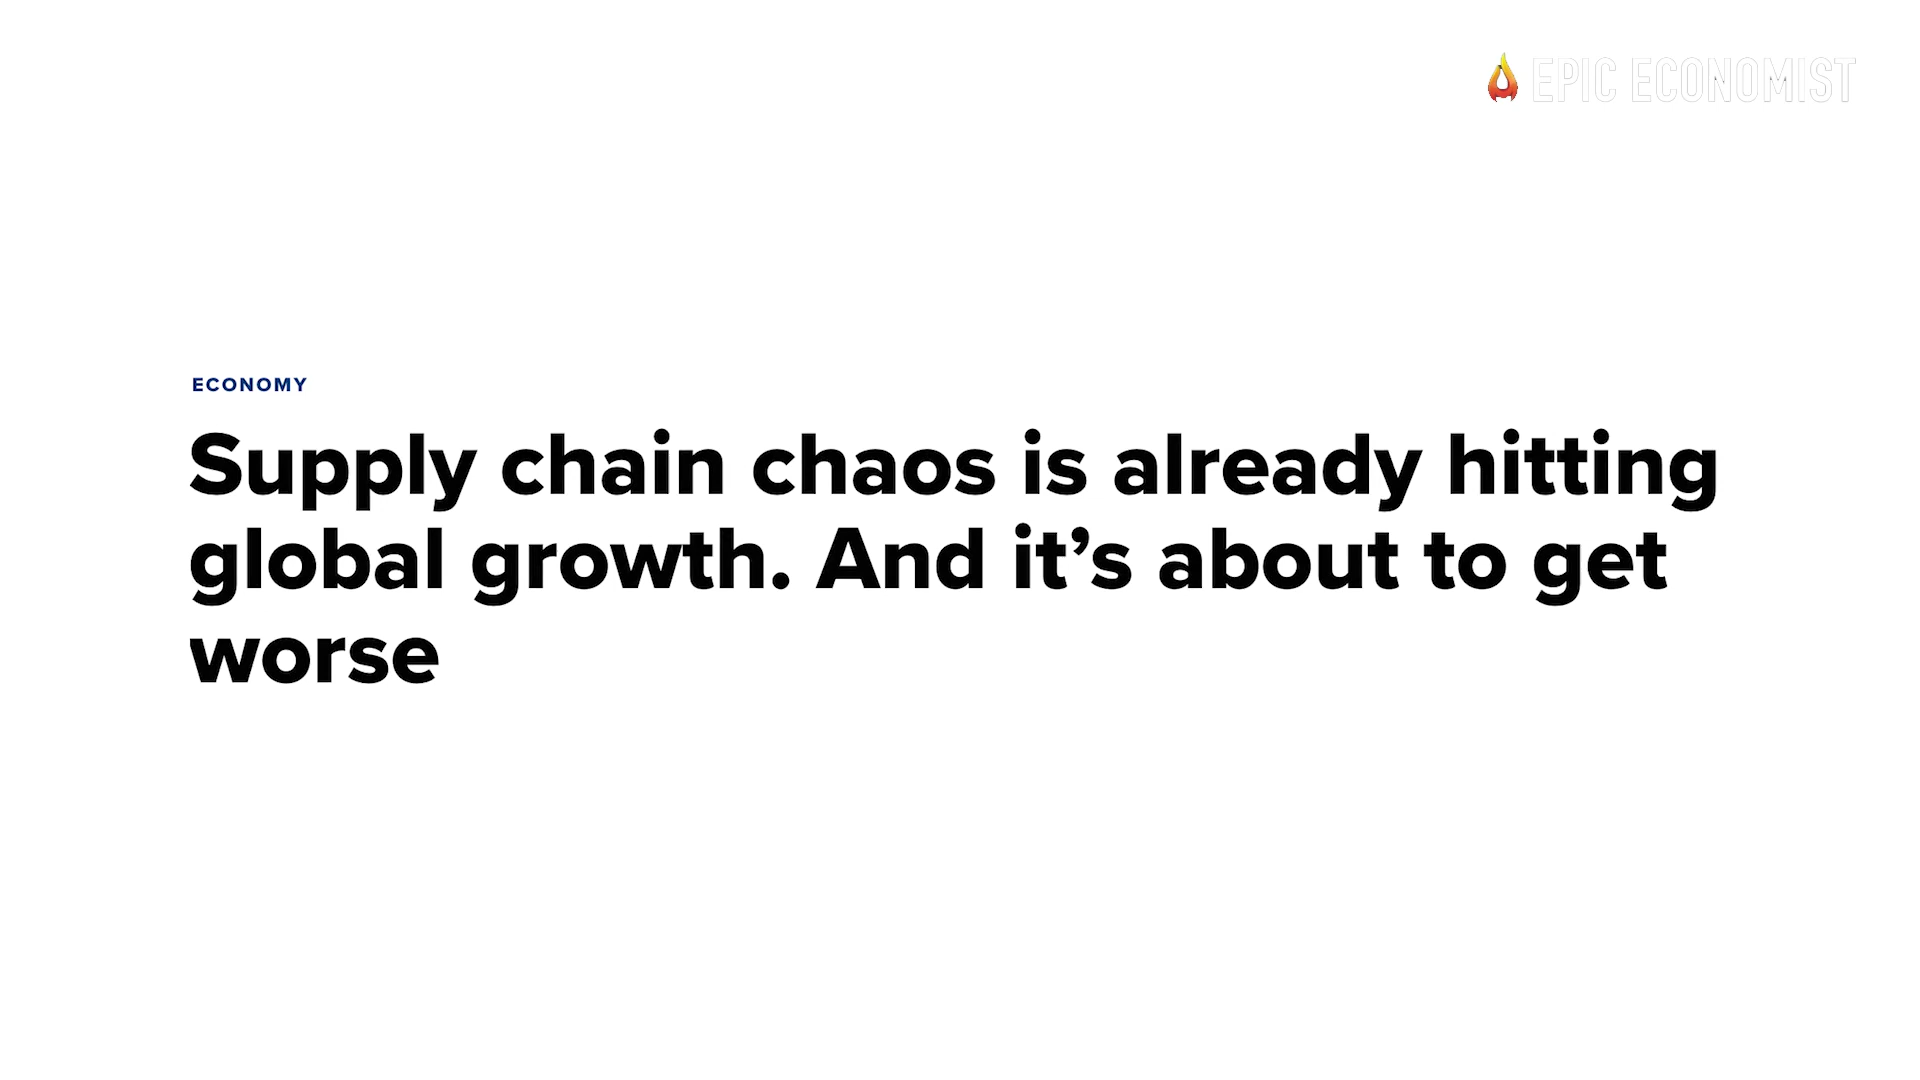 EPIC ECONOMIST
ECONOMY
Supply chain chaos is already hitting
global growth. And it’s about to get
worse